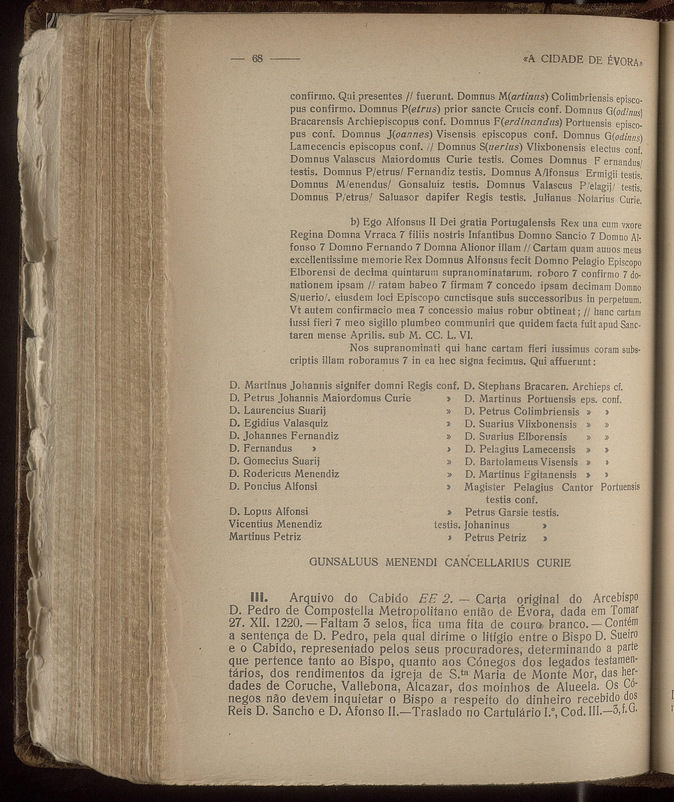 — 68 — «A CIDADE DE ÉVORA»
confirmo. Qui presentes // fuerunt. Domnus M(artinus) Colimbriensis episco-
pus confirmo. Domnus P(etrus) prior sancte Crucis conf. Domnus G(odinus)
Bracarensis Archiepiscopus conf. Domnus F(erdinandus) Portuensis episco-
pus conf. Domnus J(oannes) Visensis episcopus conf. Domnus G(odinus)
Lamecencis episcopus conf. // Domnus S(uerius) Vlixbonensis electus conf.
Domnus Valascus Maiordomus Curie testis. Comes Domnus F ernandus/
testis. Domnus P/etrus/ Fernandiz testis. Domnus A/lfonsus Ermigii testis.
Domnus M/enendus/ Gonsaluiz testis. Domnus Valascus P/elagij/ testis.
Domnus P/etrus/ Saluasor dapifer Regis testis. Julianus Notarius Curie.
b) Ego Alfonsus II Dei gratia Portugalensis Rex una cum vxore
Regina Domna Vrraca 7 filiis nostris Infantibus Domno Sancio 7 Domno Al-
fonso 7 Domno Fernando 7 Domna Alionor illam // Cartam quam auuos meus
excellentissime memorie Rex Domnus Alfonsus fecit Domno Pelagio Episcopo
Elborensi de decima quintarum supranominatarum. roboro 7 confirmo 7 do-
nationem ipsam // ratam habeo 7 firmam 7 concedo ipsam decimam Domno
S/uerio/. eiusdem loci Episcopo cunctisque suis successoribus in perpetuum.
Vt autem confirmacio mea 7 concessio maius robur obtineat; // hanc cartam
iussi fieri 7 meo sigillo plumbeo communiri que quidem facta fuit apud Sanc-
taren mense Aprilis. sub M. CC. L. VI.
Nos supranominati qui hanc cartam fieri iussimus coram subs-
criptis illam roboramus 7 in ea hec signa fecimus. Qui affuerunt:
D. Martinus Johannis signifer domni Regis conf. D. Stephans Bracaren. Archieps cf.
D. Petrus Johannis Maiordomus Curie » D. Martinus Portuensis eps. conf.
D. Laurencius Suarij » D. Petrus Colimbriensis » »
D. Egidius Valasquiz » D. Suarius Vlixbonensis » »
D. Johannes Fernandiz » D. Suarius Elborensis » »
D. Fernandus » » D. Pelagius Lamecensis » »
D. Gomecius Suarij » D. Bartolameus Visensis » »
D. Rodericus Menendiz » D. Martinus Egitanensis » »
D. Poncius Alfonsi » Magister Pelagius Cantor Portuensis
testis conf.
D. Lopus Alfonsi » Petrus Garsie testis.
Vicentius Menendiz testis. Johaninus »
Martinus Petriz » Petrus Petriz »
GUNSALUUS MENENDI CANCELLARIUS CURIE
III. Arquivo do Cabido EE 2. — Carta original do Arcebispo
D. Pedro de Compostella Metropolitano então de Évora, dada em Tomar
27. XII. 1220. — Faltam 3 selos, fica uma fita de couro branco. — Contém
a sentença de D. Pedro, pela qual dirime o litígio entre o Bispo D. Sueiro
e o Cabido, representado pelos seus procuradores, determinando a parte
que pertence tanto ao Bispo, quanto aos Cónegos dos legados testamen-
tários, dos rendimentos da igreja de S.ta Maria de Monte Mor, das her-
dades de Coruche, Vallebona, Alcazar, dos moinhos de Alueela. Os Có-
negos não devem inquietar o Bispo a respeito do dinheiro recebido dos
Reis D. Sancho e D. Afonso II.—Traslado no Cartulário I.º, Cod. III.—3, f. G.